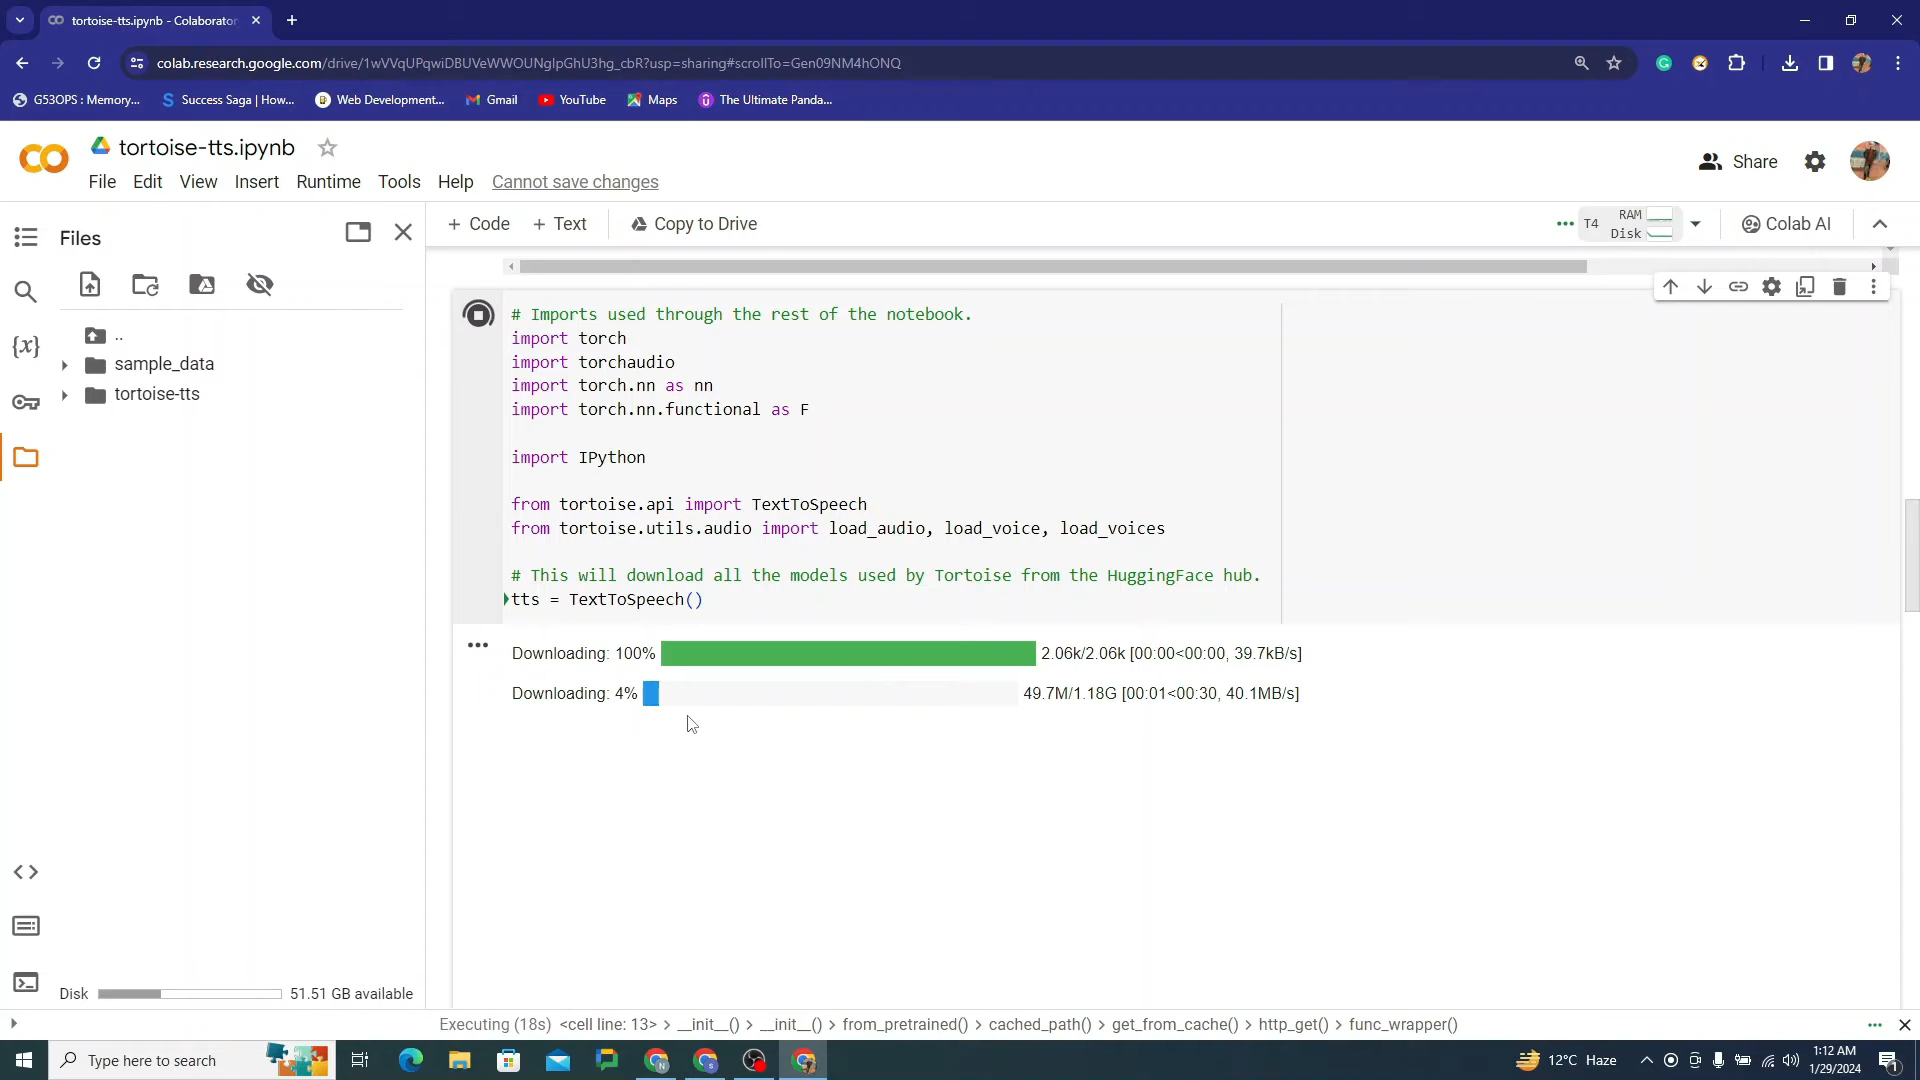 tortoise-tts.ipynb - Colaborator
colab.research.google.com/drive/1wVVqUPqwiDBUVeWWOUNglpGhU3hg_cbR?usp=sharing#scrollTo=Gen09NM4hONQ
G53OPS : Memory... Success Saga | How... Web Development... Gmail YouTube Maps The Ultimate Panda...
tortoise-tts.ipynb
Share
File Edit View Insert Runtime Tools Help Cannot save changes
Files
+ Code + Text Copy to Drive
T4 RAM
Disk
Colab AI
{x}
..
sample_data
tortoise-tts
# Imports used through the rest of the notebook.
import torch
import torchaudio
import torch.nn as nn
import torch.nn.functional as F
import IPython
from tortoise.api import TextToSpeech
from tortoise.utils.audio import load_audio, load_voice, load_voices
# This will download all the models used by Tortoise from the HuggingFace hub.
tts = TextToSpeech()
Downloading: 100% 2.06k/2.06k [00:00<00:00, 39.7kB/s]
Downloading: 4% 49.7M/1.18G [00:01<00:30, 40.1MB/s]
Disk 51.51 GB available
Executing (18s) <cell line: 13> > __init__() > __init__() > from_pretrained() > cached_path() > get_from_cache() > http_get() > func_wrapper()
Type here to search
12°C Haze
1:12 AM
1/29/2024
1